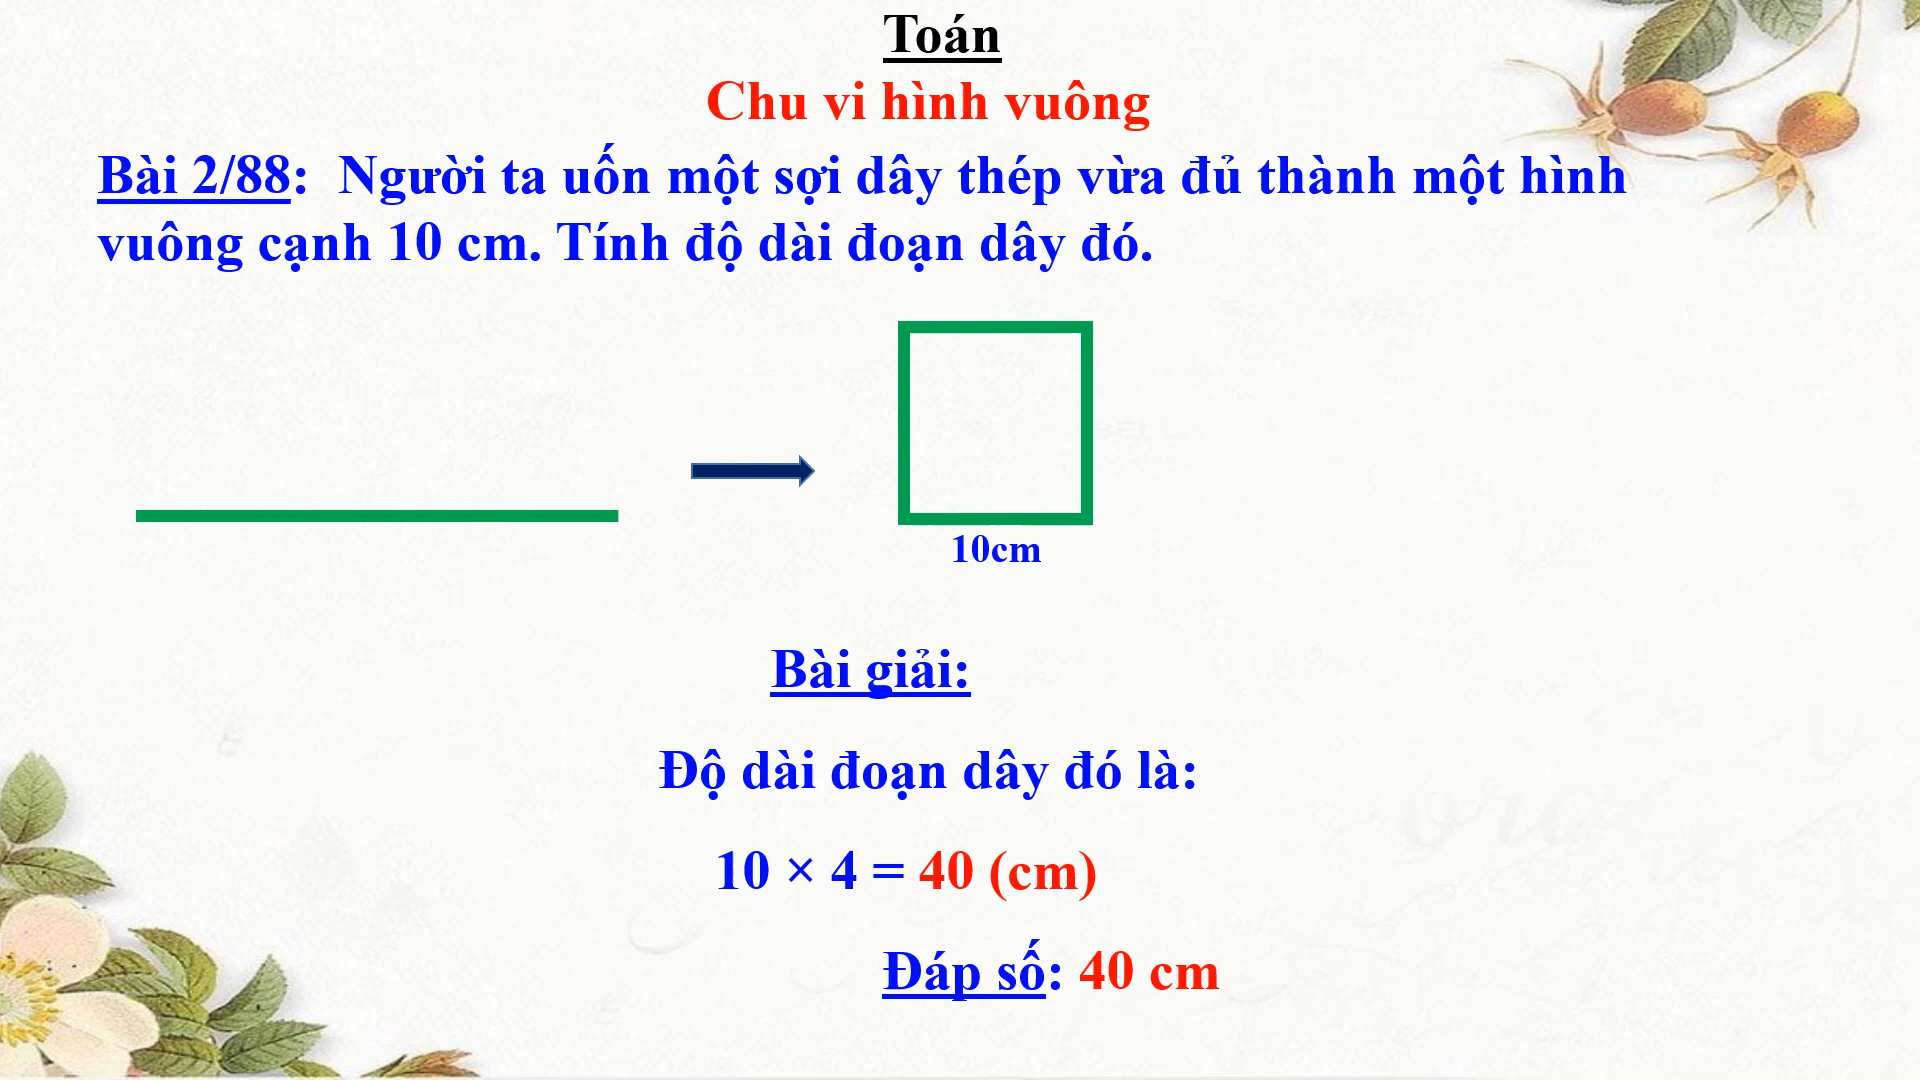 Toán
Chu vi hình vuông
Bài 2/88: Người ta uốn một sợi dây thép vừa đủ thành một hình
vuông cạnh 10 cm. Tính độ dài đoạn dây đó.
10cm
Bài giải:
Độ dài đoạn dây đó là:
10 × 4 = 40 (cm)
Đáp số: 40 cm